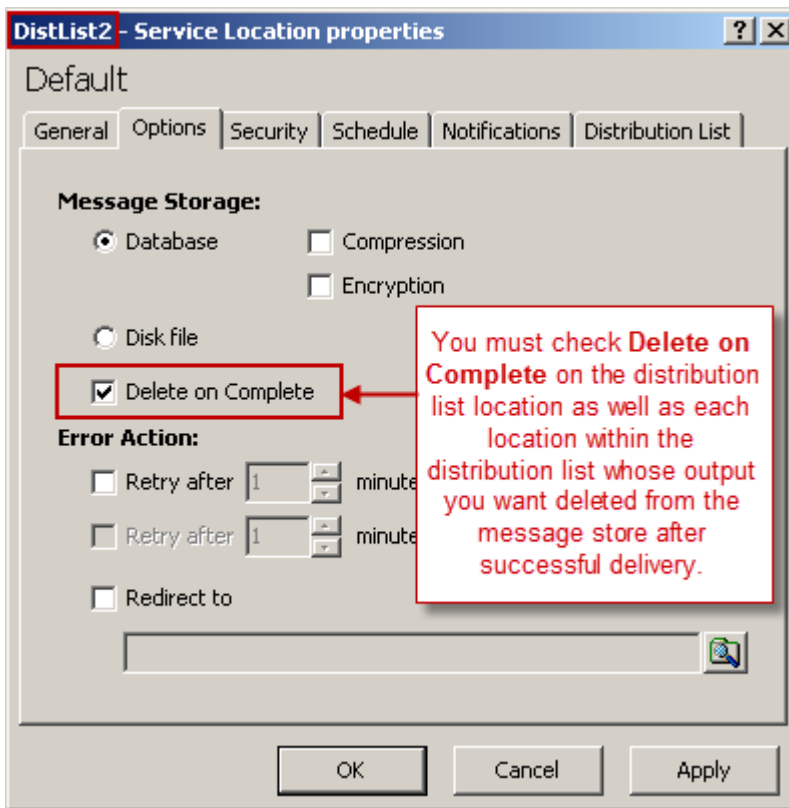 DistList2 - Service Location properties
Default
General Options Security Schedule Notifications Distribution List
Message Storage:
Database Compression
Encryption
Disk file
Delete on Complete
Error Action:
Retry after 1 minute
Retry after 1 minute
Redirect to
You must check Delete on
Complete on the distribution
list location as well as each
location within the
distribution list whose output
you want deleted from the
message store after
successful delivery.
OK Cancel Apply